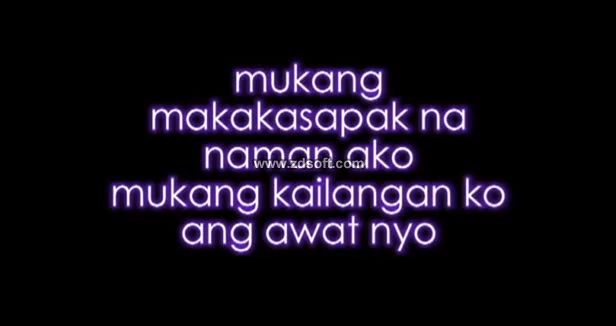 mukang
makakasapak na
naman ako
www.zdsoft.com
mukang kailangan ko
ang awat nyo